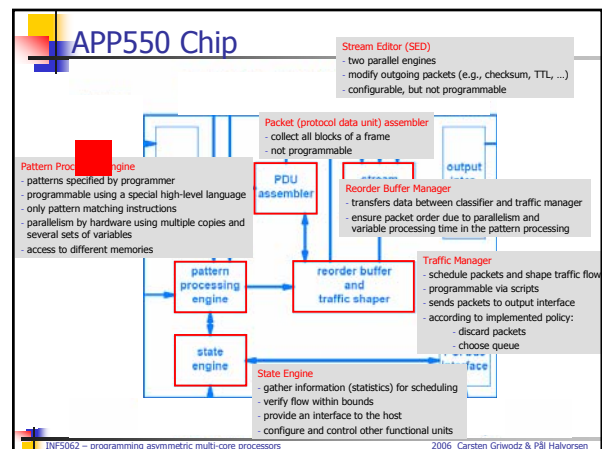 APP550 Chip
Stream Editor (SED)
- two parallel engines
- modify outgoing packets (e.g., checksum, TTL, …)
- configurable, but not programmable
Packet (protocol data unit) assembler
- collect all blocks of a frame
- not programmable
Pattern Proc Engine
- patterns specified by programmer
- programmable using a special high-level language
- only pattern matching instructions
- parallelism by hardware using multiple copies and
several sets of variables
- access to different memories
PDU
assembler
stream
output
Reorder Buffer Manager
- transfers data between classifier and traffic manager
- ensure packet order due to parallelism and
variable processing time in the pattern processing
Traffic Manager
- schedule packets and shape traffic flow
- programmable via scripts
- sends packets to output interface
- according to implemented policy:
- discard packets
- choose queue
pattern
processing
engine
reorder buffer
and
traffic shaper
state
engine
interface
State Engine
- gather information (statistics) for scheduling
- verify flow within bounds
- provide an interface to the host
- configure and control other functional units
INF5062 – programming asymmetric multi-core processors
2006 Carsten Griwodz & Pål Halvorsen